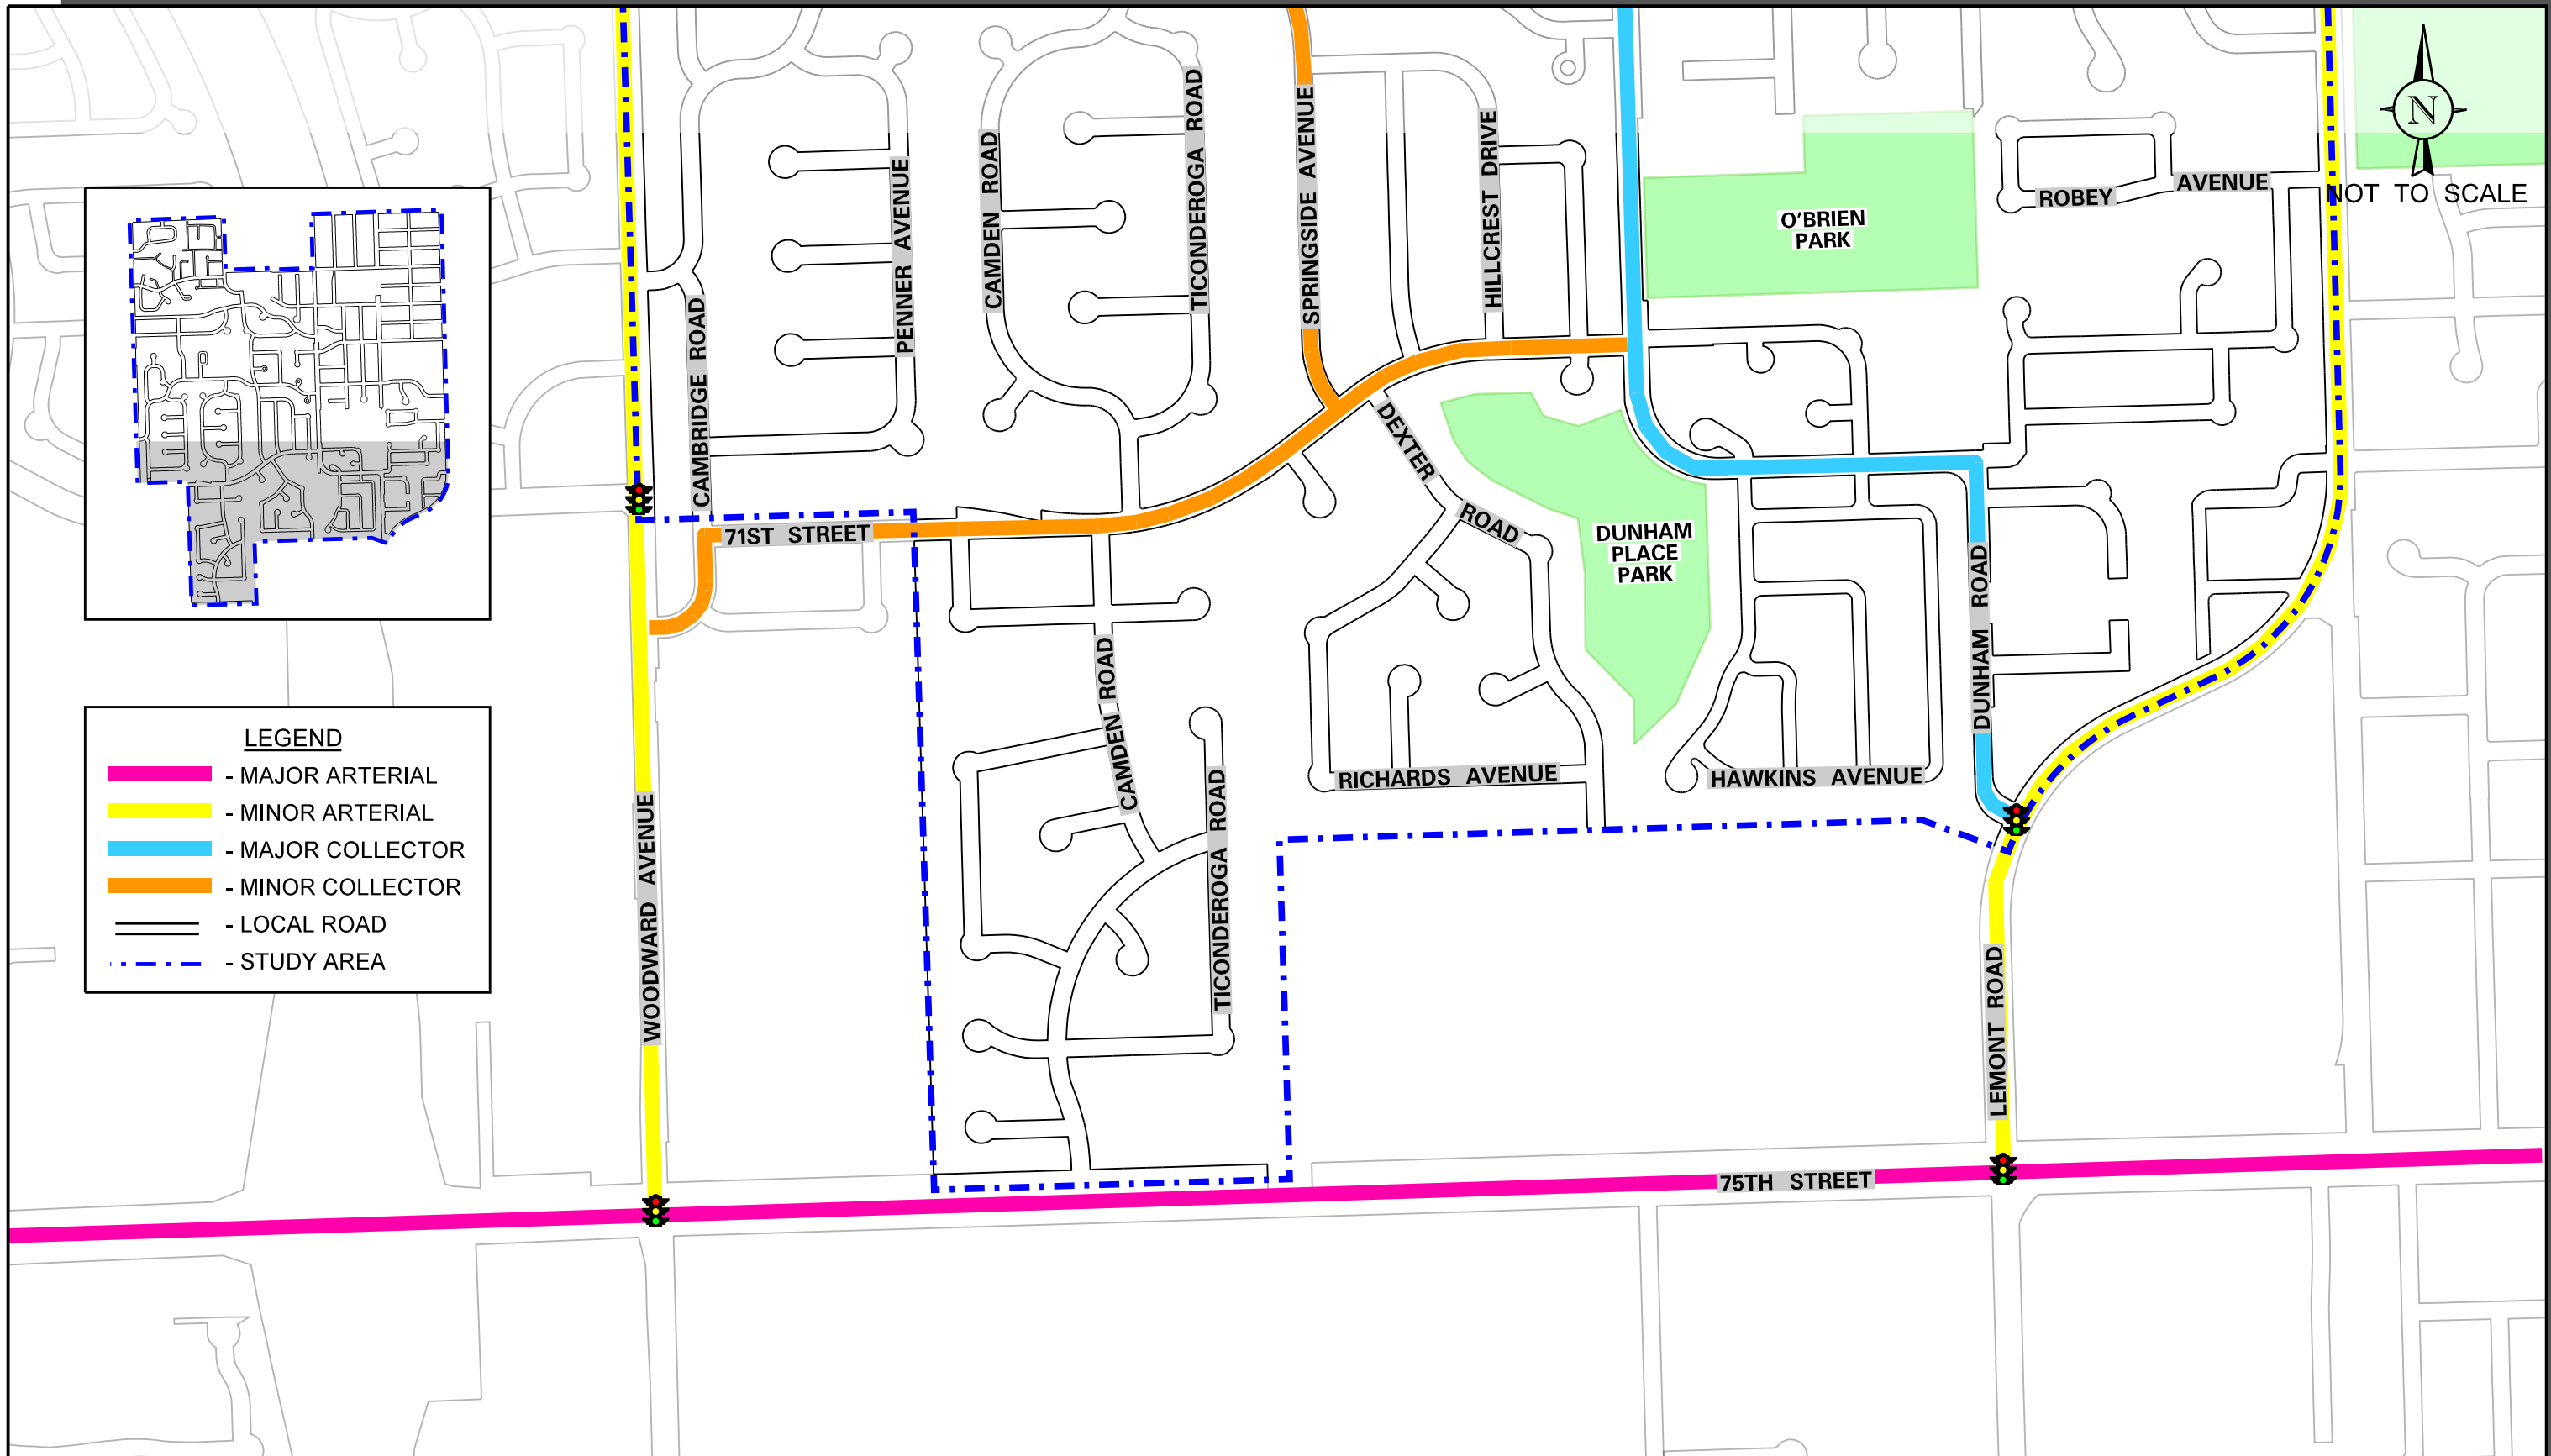 N
NOT TO SCALE
ROBEY AVENUE
O'BRIEN
PARK
HILLCREST DRIVE
SPRINGSIDE AVENUE
TICONDEROGA ROAD
CAMDEN ROAD
PENNER AVENUE
CAMBRIDGE ROAD
DEXTER ROAD
71ST STREET
DUNHAM
PLACE
PARK
DUNHAM ROAD
CAMDEN ROAD
CAMDEN ROAD
RICHARDS AVENUE
HAWKINS AVENUE
TICONDEROGA ROAD
WOODWARD AVENUE
LEMONT ROAD
75TH STREET
LEGEND
- MAJOR ARTERIAL
- MINOR ARTERIAL
- MAJOR COLLECTOR
- MINOR COLLECTOR
- LOCAL ROAD
- STUDY AREA